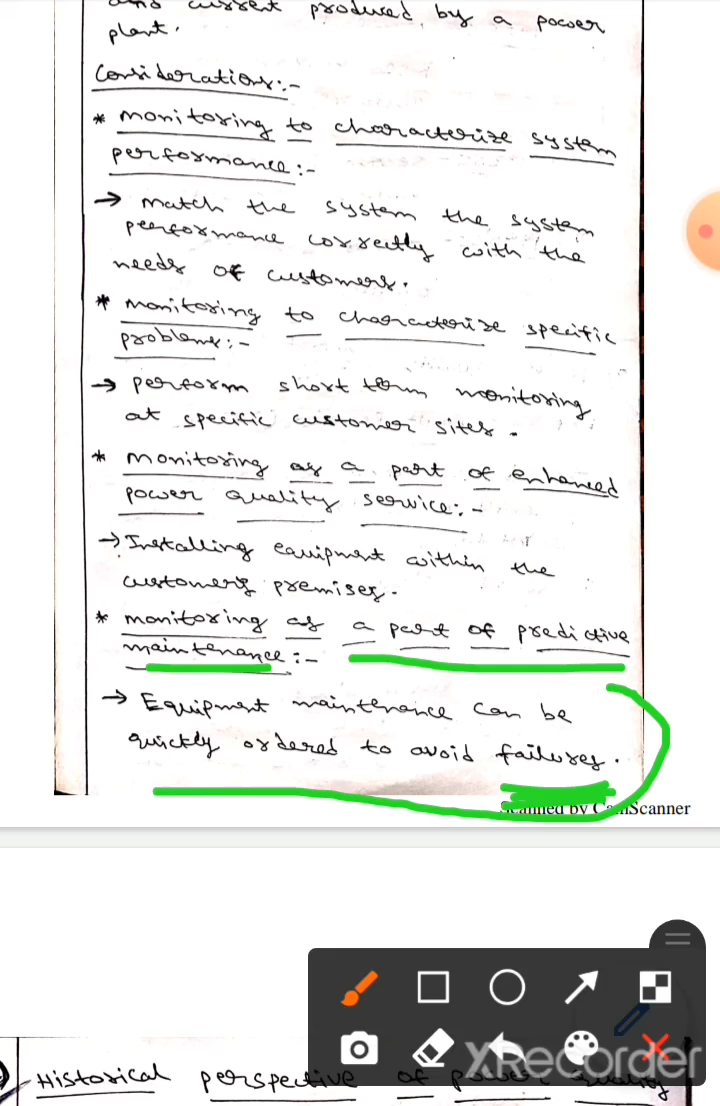 and current produced by a power
plant.
Considerations:-
* monitoring to characterize system
performance:-
→ match the system the system
performance correctly with the
needs of customers.
* monitoring to characterize specific
problems:-
→ perform short term monitoring
at specific customer sites.
* monitoring as a part of enhanced
power quality service:-
→ Installing equipment within the
customers premises.
* monitoring as a part of predictive
maintenance:-
→ Equipment maintenance can be
quickly ordered to avoid failures.
Scanned by CamScanner
XRecorder
Historical perspective of power quality